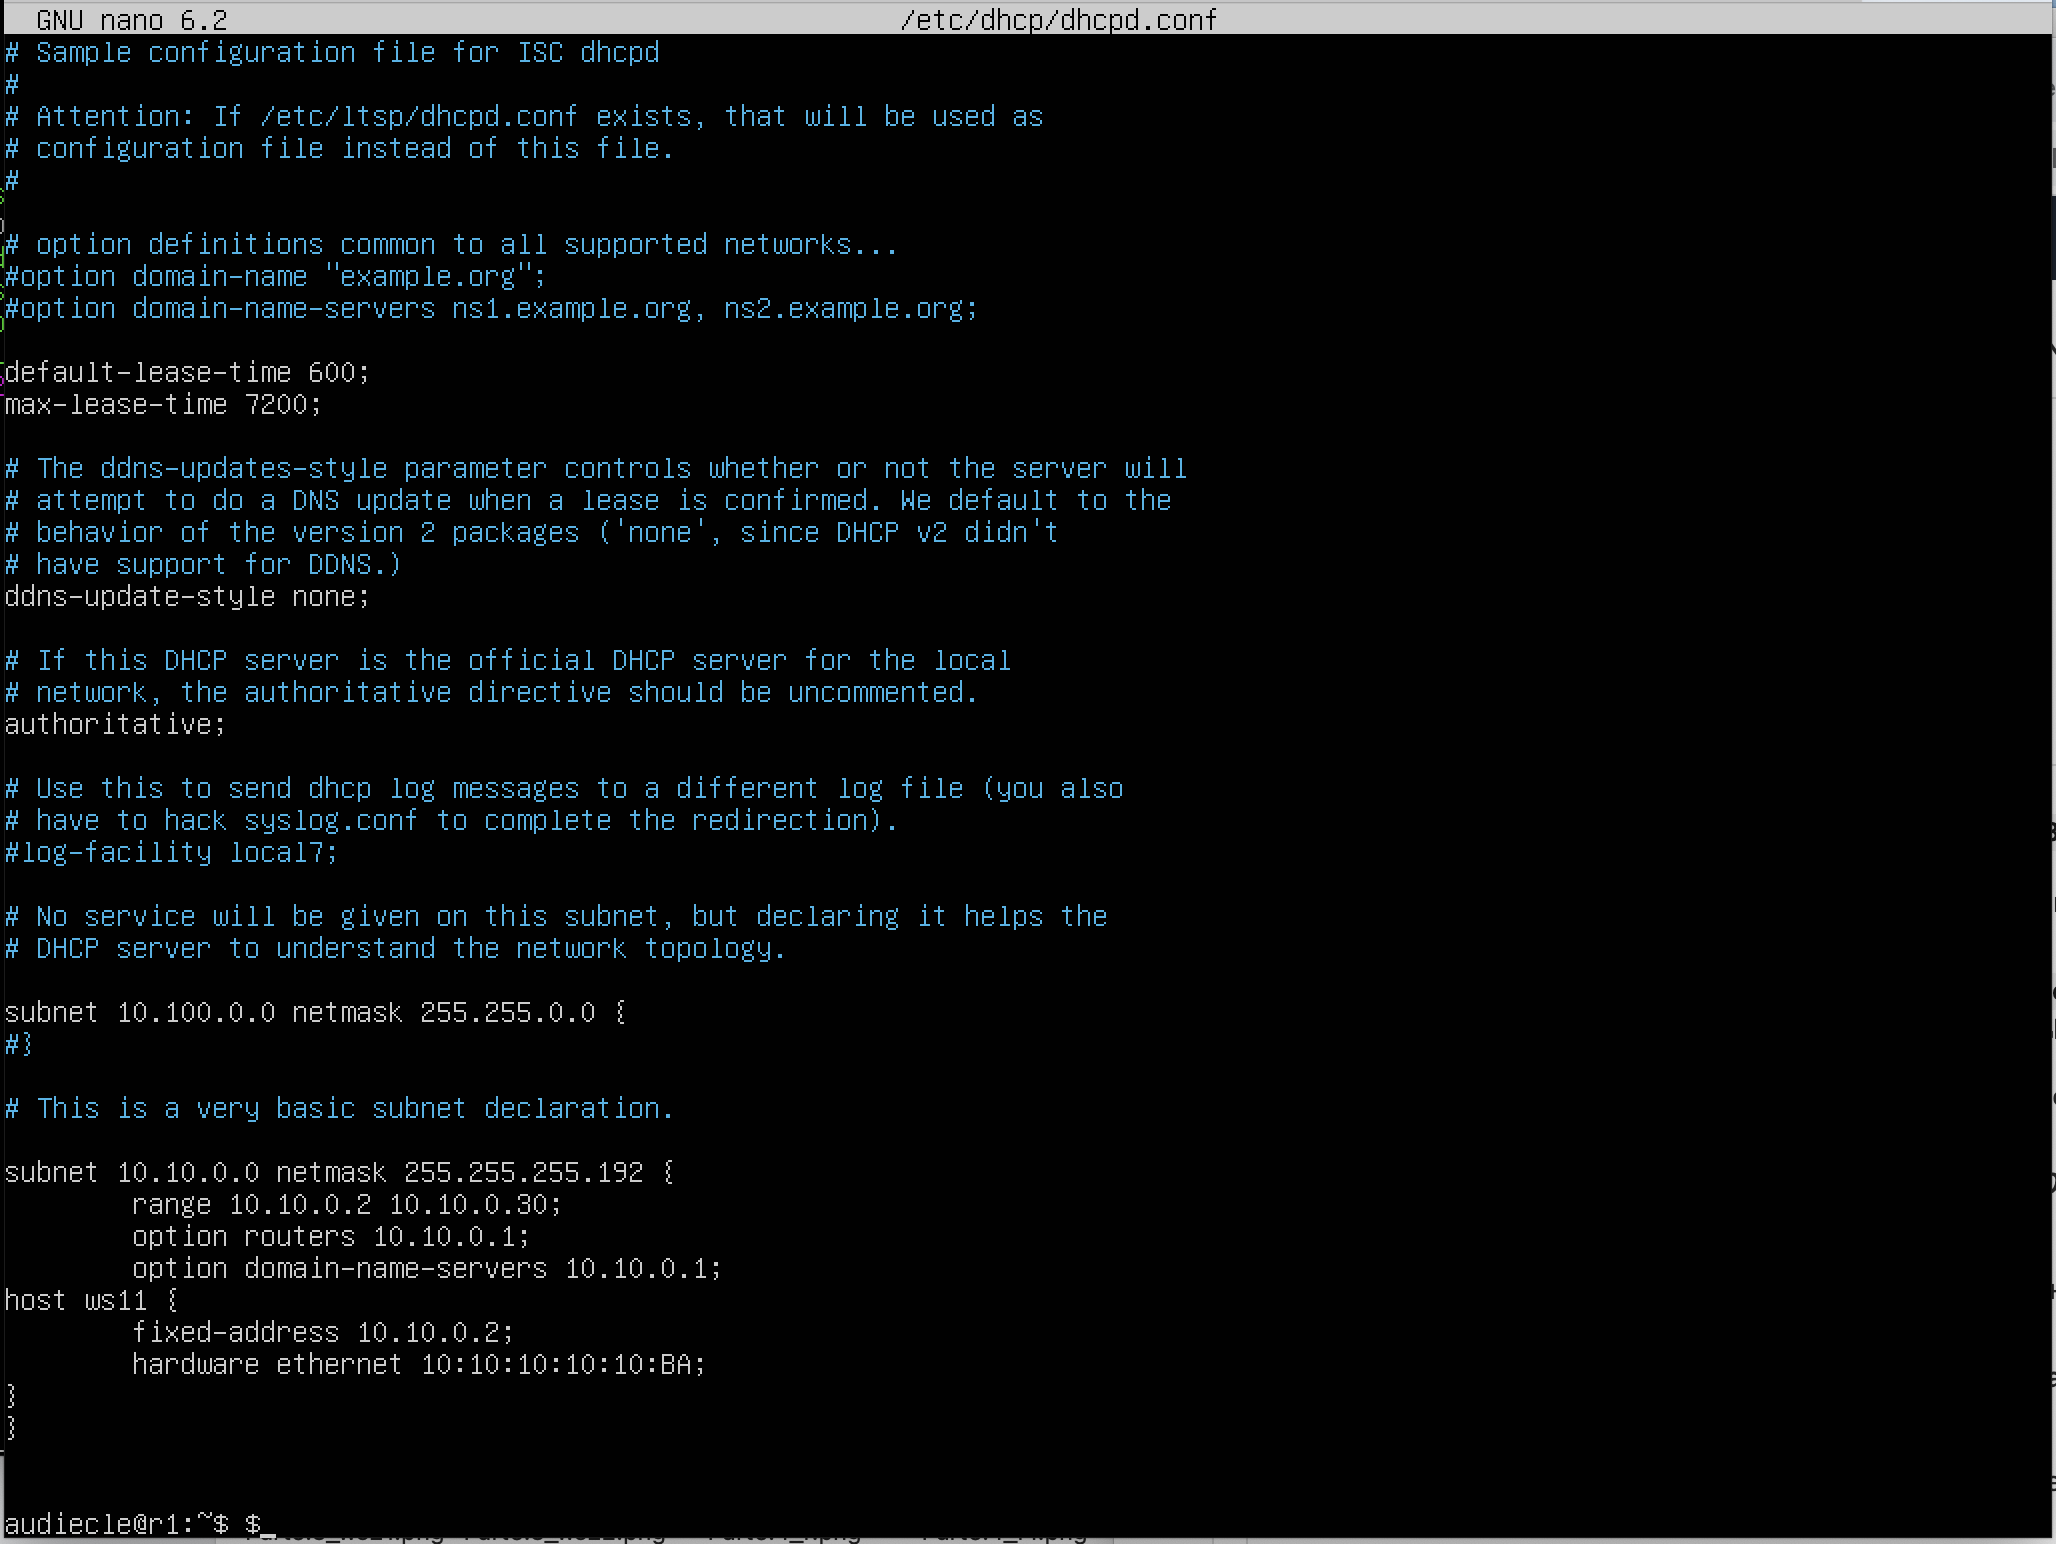 GNU nano 6.2 /etc/dhcp/dhcpd.conf
# Sample configuration file for ISC dhcpd
#
# Attention: If /etc/ltsp/dhcpd.conf exists, that will be used as
# configuration file instead of this file.
#
# option definitions common to all supported networks...
#option domain-name "example.org";
#option domain-name-servers ns1.example.org, ns2.example.org;
default-lease-time 600;
max-lease-time 7200;
# The ddns-updates-style parameter controls whether or not the server will
# attempt to do a DNS update when a lease is confirmed. We default to the
# behavior of the version 2 packages ('none', since DHCP v2 didn't
# have support for DDNS.)
ddns-update-style none;
# If this DHCP server is the official DHCP server for the local
# network, the authoritative directive should be uncommented.
authoritative;
# Use this to send dhcp log messages to a different log file (you also
# have to hack syslog.conf to complete the redirection).
#log-facility local7;
# No service will be given on this subnet, but declaring it helps the
# DHCP server to understand the network topology.
subnet 10.100.0.0 netmask 255.255.0.0 {
#}
# This is a very basic subnet declaration.
subnet 10.10.0.0 netmask 255.255.255.192 {
range 10.10.0.2 10.10.0.30;
option routers 10.10.0.1;
option domain-name-servers 10.10.0.1;
host ws11 {
fixed-address 10.10.0.2;
hardware ethernet 10:10:10:10:10:BA;
}
}
audiecle@r1:~$ $_